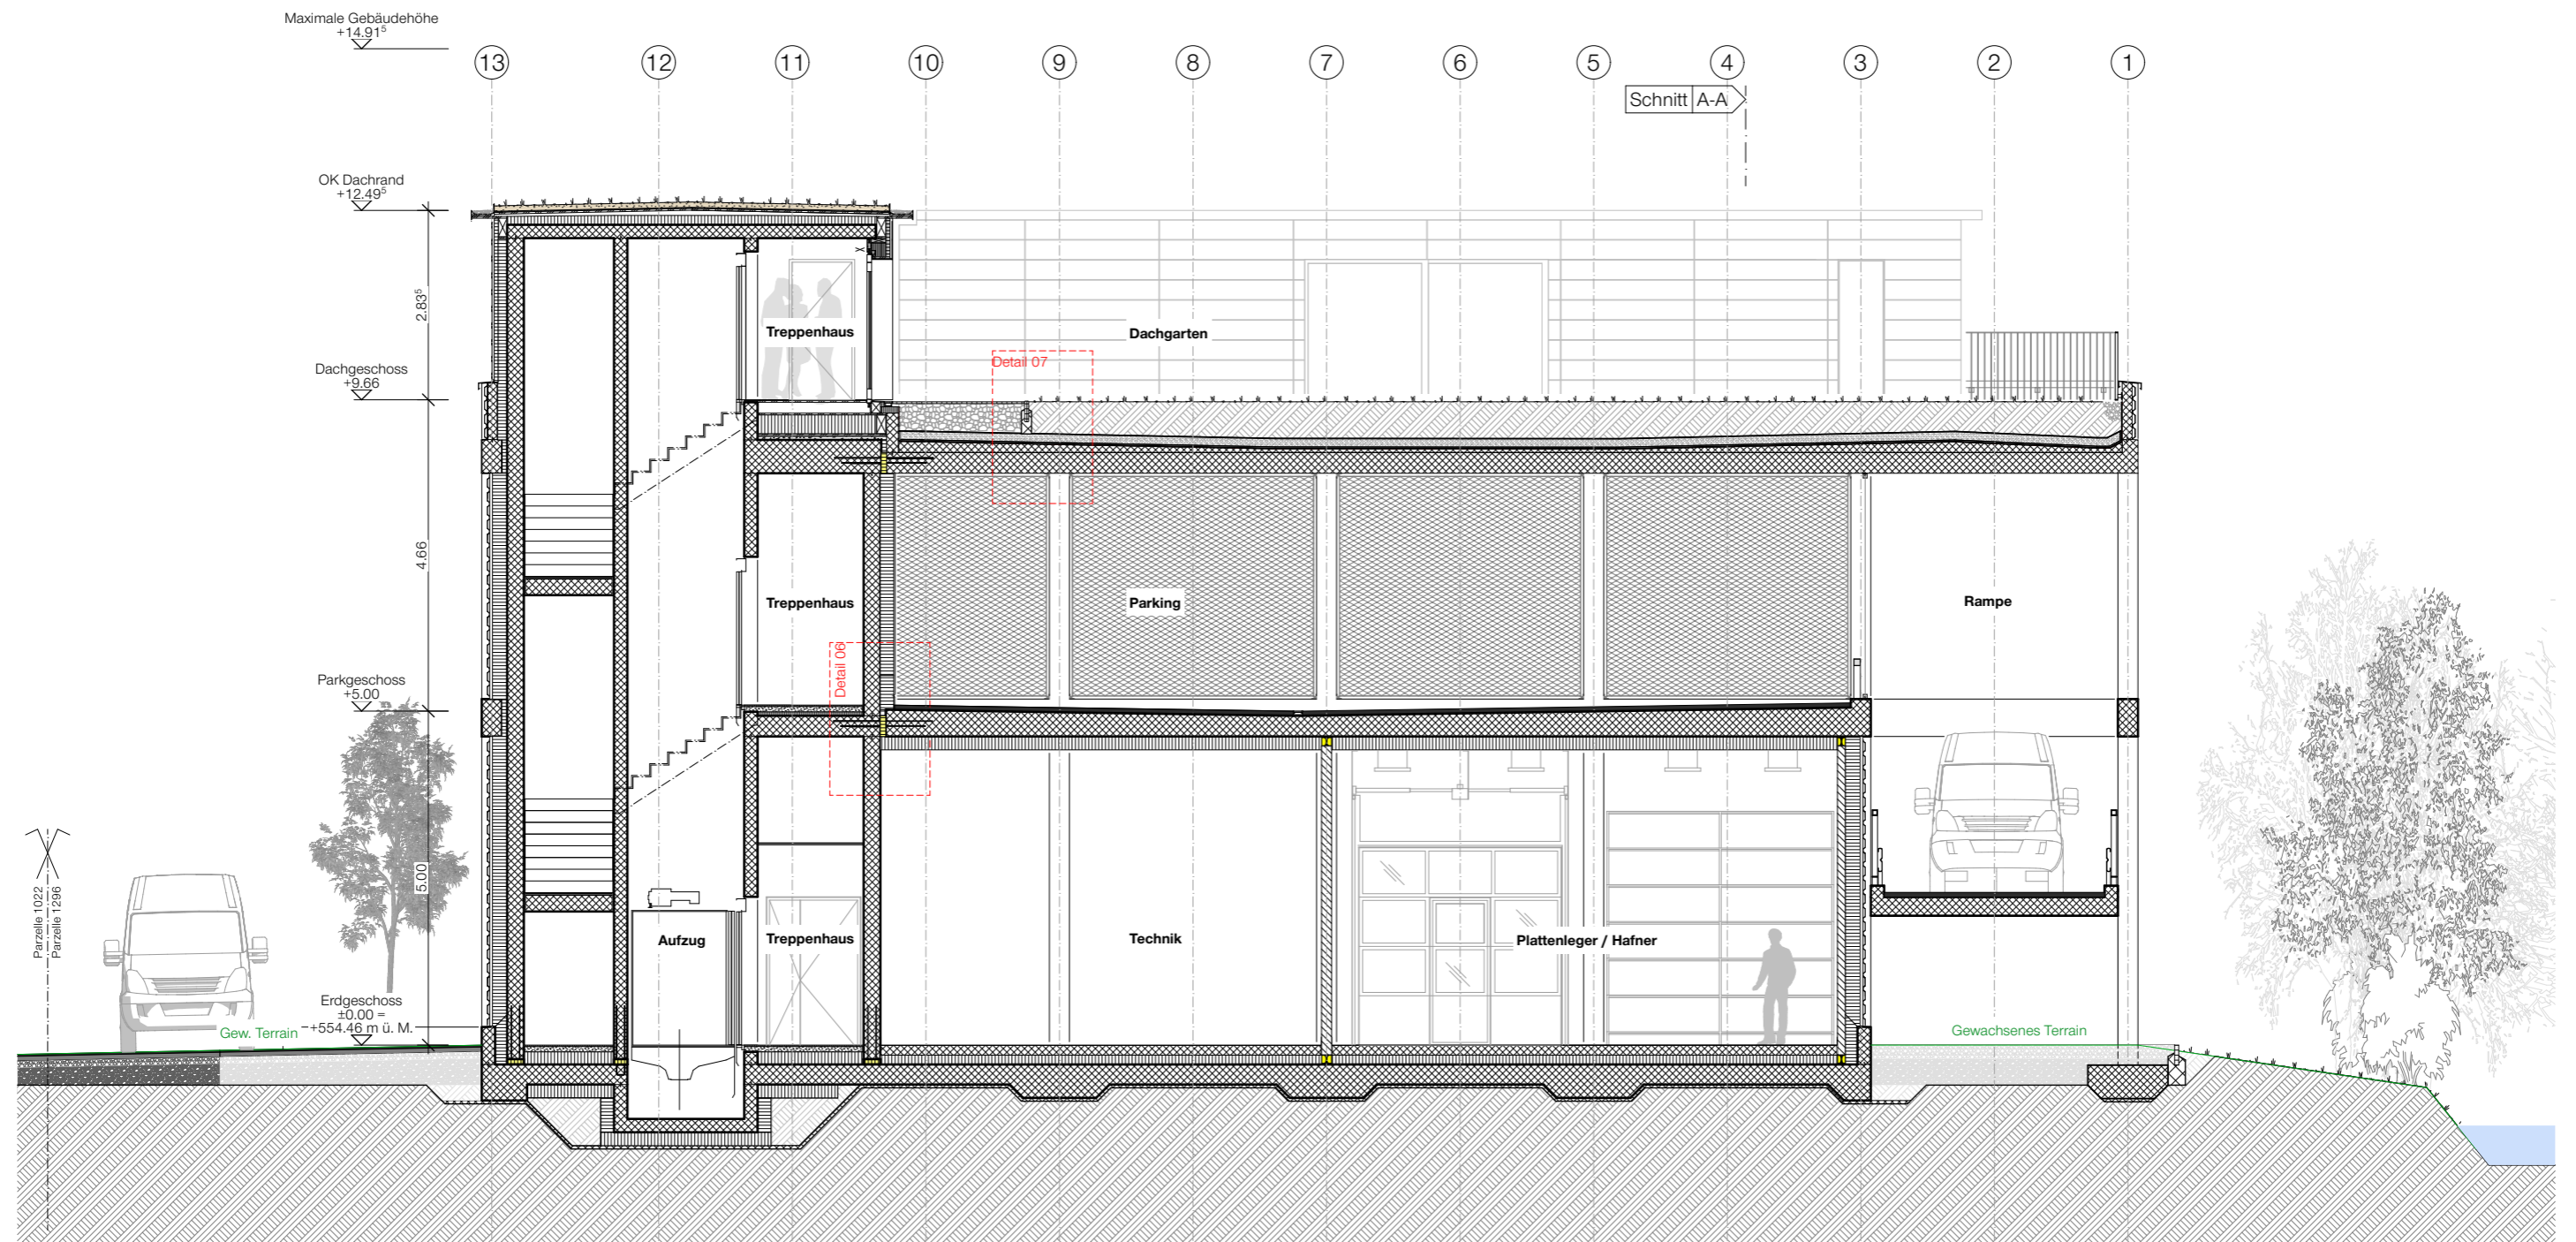 Maximale Gebäudehöhe
+14.91⁵
13 12 11 10 9 8 7 6 5 4 3 2 1
Schnitt A-A
OK Dachrand
+12.49⁵
2.83⁵
Treppenhaus
Dachgarten
Detail 07
Dachgeschoss
+9.66
4.66
Treppenhaus
Parking
Rampe
Detail 06
Parkgeschoss
+5.00
5.00
Parzelle 1022
Parzelle 1296
Aufzug
Treppenhaus
Technik
Plattenleger / Hafner
Erdgeschoss
±0.00 =
+554.46 m ü. M.
Gew. Terrain
Gewachsenes Terrain